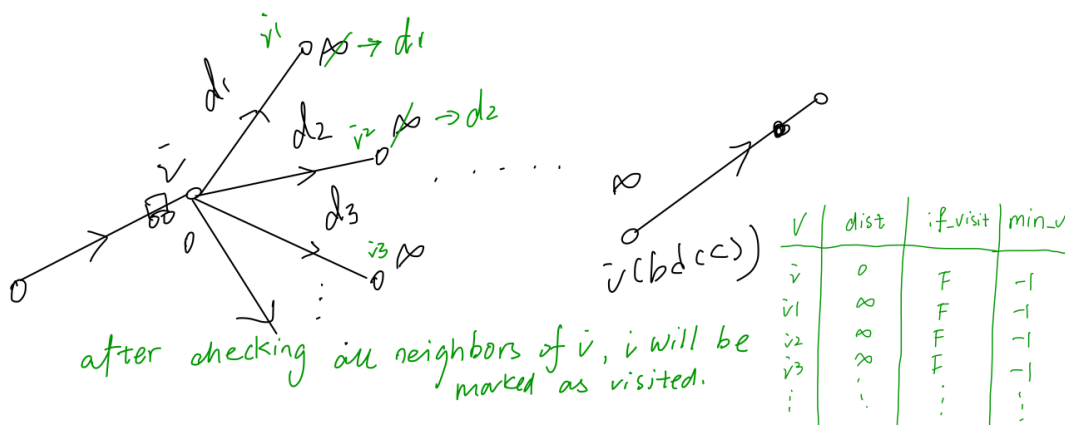 i1 ∞ → d1
d1
d2 i2 ∞ → d2
i
d3
0
i3 ∞
∞
i(bdcc))
after checking all neighbors of i, i will be
marked as visited.
V dist if_visit min_v
i 0 F -1
i1 ∞ F -1
i2 ∞ F -1
i3 ∞ F -1